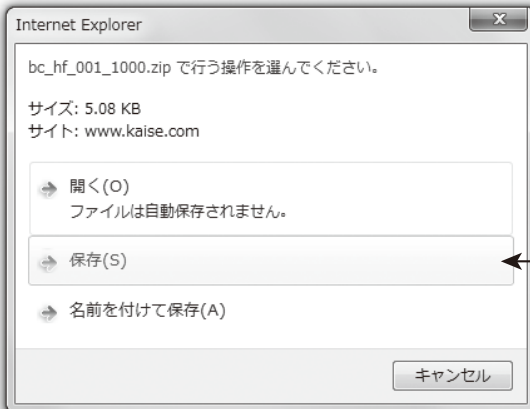 Internet Explorer
bc_hf_001_1000.zip で行う操作を選んでください。
サイズ: 5.08 KB
サイト: www.kaise.com
開く(O)
ファイルは自動保存されません。
保存(S)
名前を付けて保存(A)
キャンセル